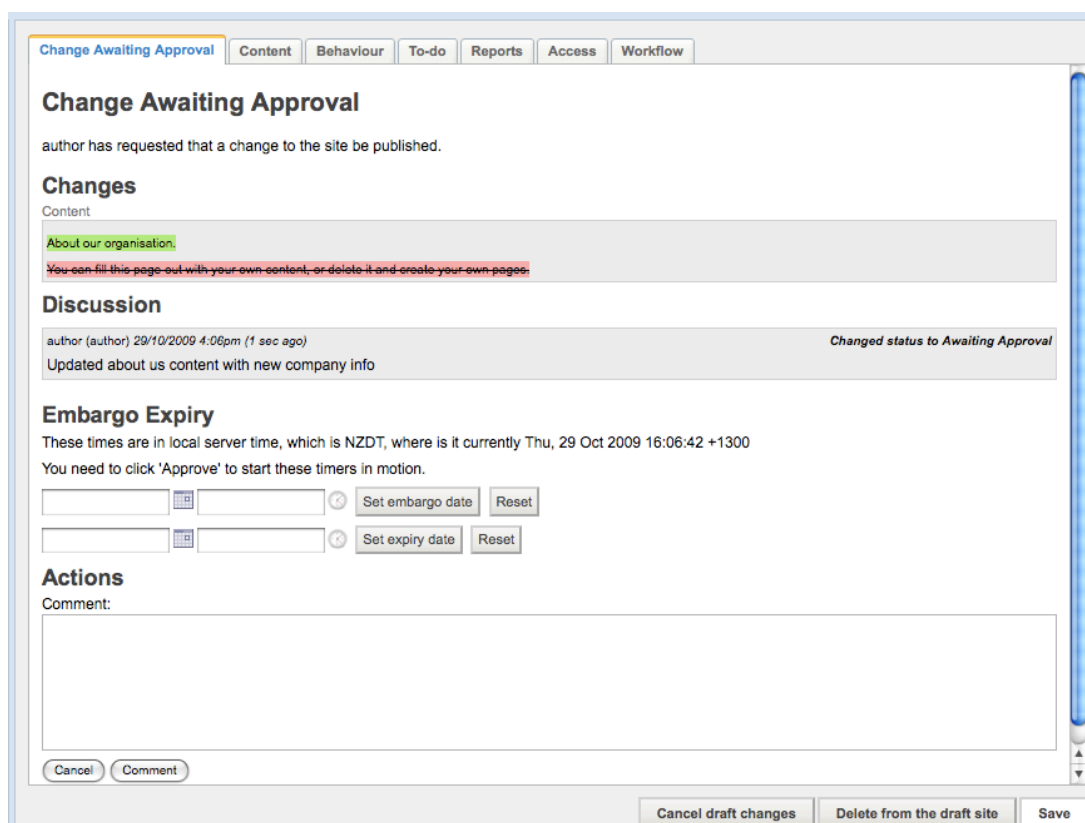 Change Awaiting Approval Content Behaviour To-do Reports Access Workflow
Change Awaiting Approval
author has requested that a change to the site be published.
Changes
Content
About our organisation.
You can fill this page out with your own content, or delete it and create your own pages.
Discussion
author (author) 29/10/2009 4:06pm (1 sec ago) Changed status to Awaiting Approval
Updated about us content with new company info
Embargo Expiry
These times are in local server time, which is NZDT, where is it currently Thu, 29 Oct 2009 16:06:42 +1300
You need to click 'Approve' to start these timers in motion.
Set embargo date Reset
Set expiry date Reset
Actions
Comment:
Cancel Comment
Cancel draft changes Delete from the draft site Save